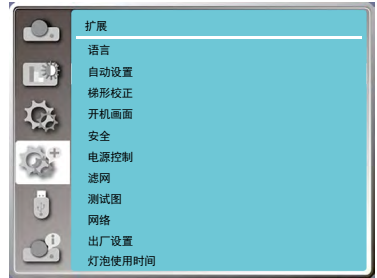 扩展
语言
自动设置
梯形校正
开机画面
安全
电源控制
滤网
测试图
网络
出厂设置
灯泡使用时间